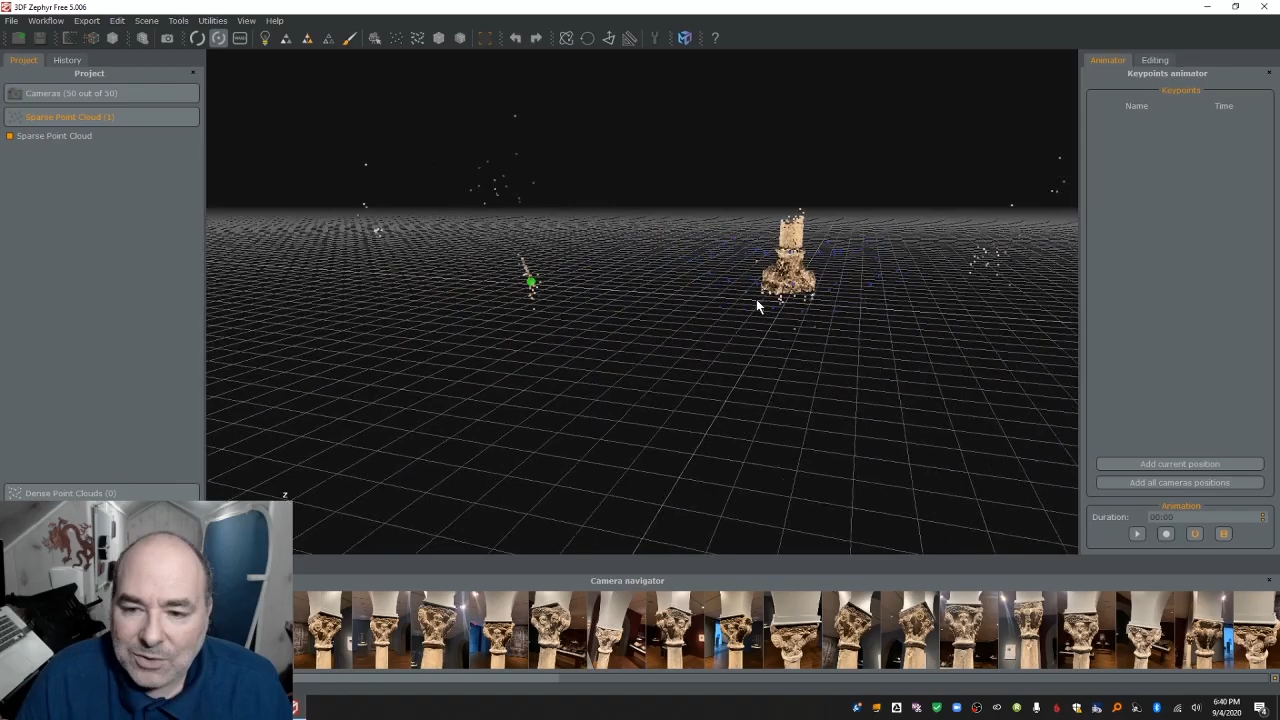 3DF Zephyr Free 5.006
File Workflow Export Edit Scene Tools Utilities View Help
Project History
Project
Cameras (50 out of 50)
Sparse Point Cloud (1)
Sparse Point Cloud
Dense Point Clouds (0)
z
Animator Editing
Keypoints animator
Keypoints
Name Time
Add current position
Add all cameras positions
Animation
Duration: 00:00
Camera navigator
6:40 PM
9/4/2020